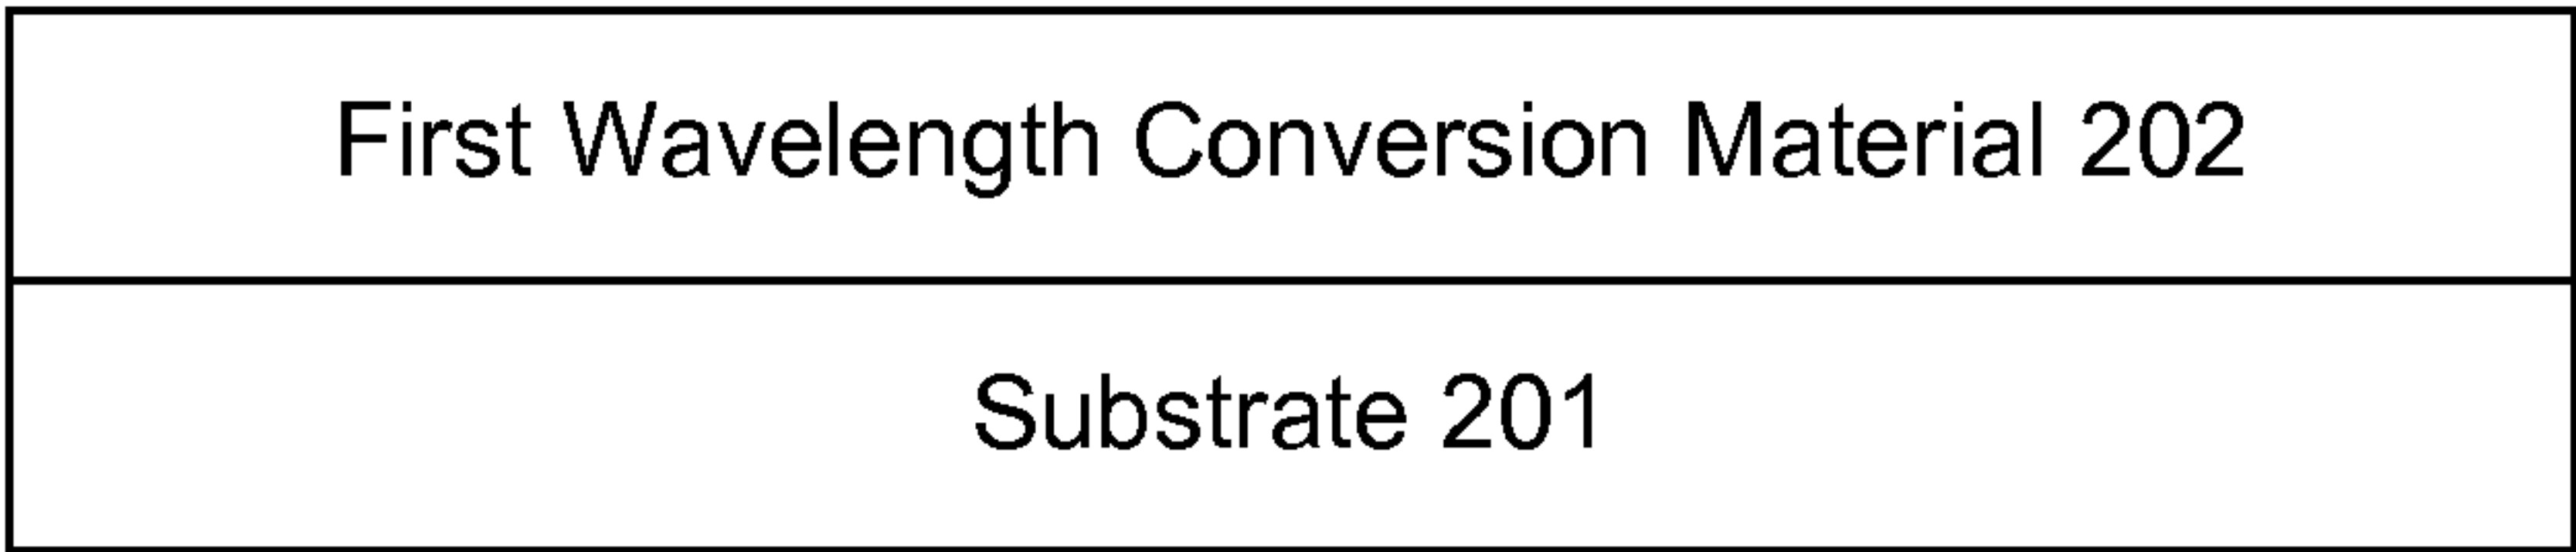 First Wavelength Conversion Material 202
Substrate 201